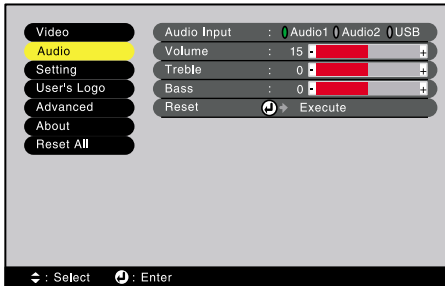 Video
Audio
Setting
User's Logo
Advanced
About
Reset All
Audio Input : Audio1 Audio2 USB
Volume : 15 - +
Treble : 0 - +
Bass : 0 - +
Reset Execute
: Select : Enter